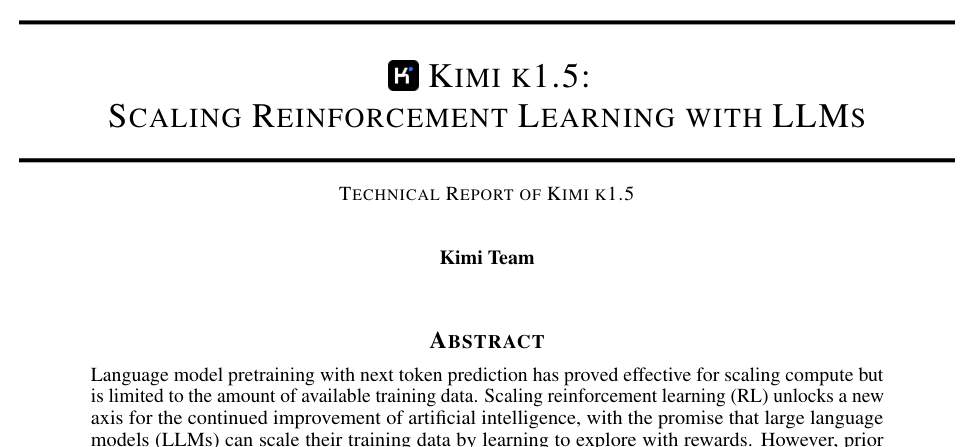 KIMI K1.5:
SCALING REINFORCEMENT LEARNING WITH LLMS
TECHNICAL REPORT OF KIMI K1.5
Kimi Team
ABSTRACT
Language model pretraining with next token prediction has proved effective for scaling compute but
is limited to the amount of available training data. Scaling reinforcement learning (RL) unlocks a new
axis for the continued improvement of artificial intelligence, with the promise that large language
models (LLMs) can scale their training data by learning to explore with rewards. However, prior